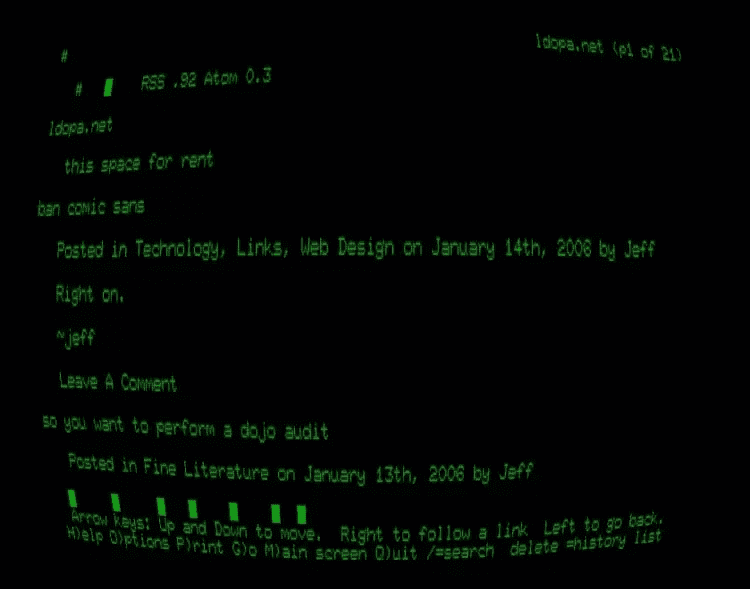 ldopa.net (p1 of 21)
#
# RSS .92 Atom 0.3
ldopa.net
this space for rent
ban comic sans
Posted in Technology, Links, Web Design on January 14th, 2006 by Jeff
Right on.
~jeff
Leave A Comment
so you want to perform a dojo audit
Posted in Fine Literature on January 13th, 2006 by Jeff
Arrow keys: Up and Down to move. Right to follow a link Left to go back.
H)elp O)ptions P)rint G)o M)ain screen Q)uit /=search delete =history list